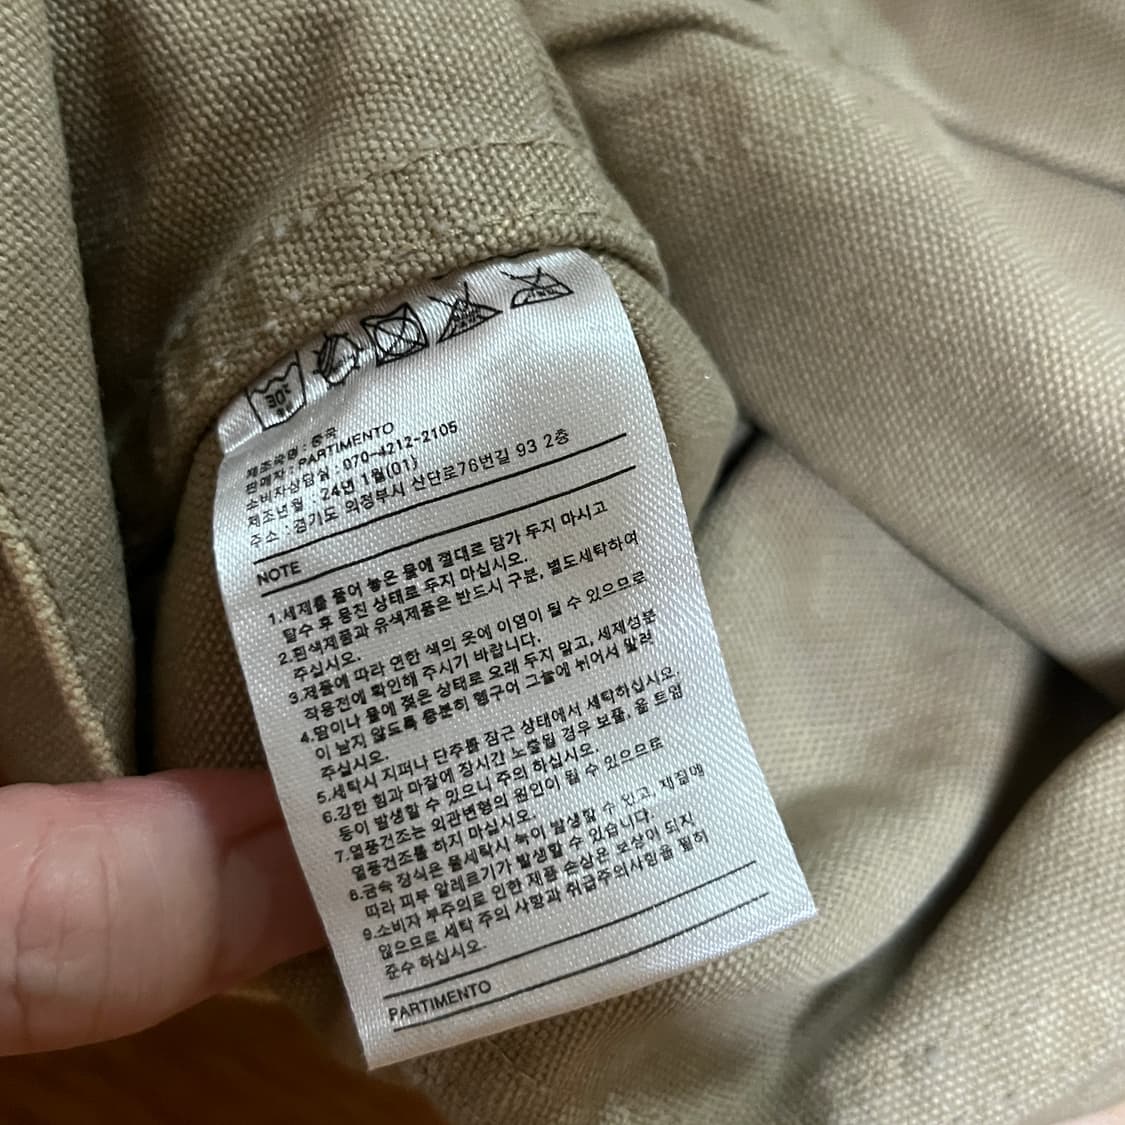 30℃
제조국명 : 중국
판매자 : PARTIMENTO
소비자상담실 : 070-4212-2105
제조년월 : 24년 1월(01)
주소 : 경기도 의정부시 산단로76번길 93 2층
NOTE
1.세제를 풀어 놓은 물에 절대로 담가 두지 마시고
탈수 후 뭉친 상태로 두지 마십시오.
2.흰색제품과 유색제품은 반드시 구분, 별도세탁하여
주십시오.
3.제품에 따라 연한 색의 옷에 이염이 될 수 있으므로
착용전에 확인해 주시기 바랍니다.
4.땀이나 물에 젖은 상태로 오래 두지 말고, 세제성분
이 남지 않도록 충분히 헹구어 그늘에 뉘어서 말려
주십시오.
5.세탁시 지퍼나 단추를 잠근 상태에서 세탁하십시오.
6.강한 힘과 마찰에 장시간 노출될 경우 보풀, 올 트임
등이 발생할 수 있으니 주의 하십시오.
7.열풍건조는 외관변형의 원인이 될 수 있으므로
열풍건조를 하지 마십시오.
8.금속 장식은 물세탁시 녹이 발생할 수 있고, 체질에
따라 피부 알레르기가 발생할 수 있습니다.
9.소비자 부주의로 인한 제품 손상은 보상이 되지
않으므로 세탁 주의 사항과 취급주의사항을 필히
준수 하십시오.
PARTIMENTO